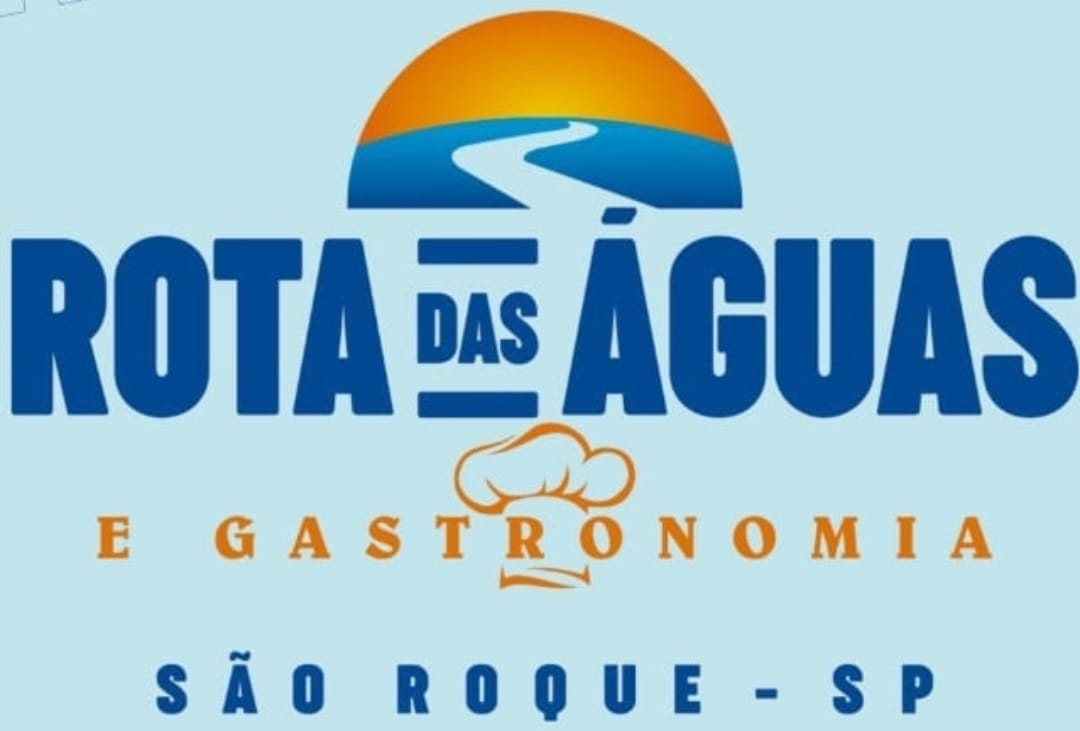 ROTA DAS ÁGUAS
E GASTRONOMIA
SÃO ROQUE - SP